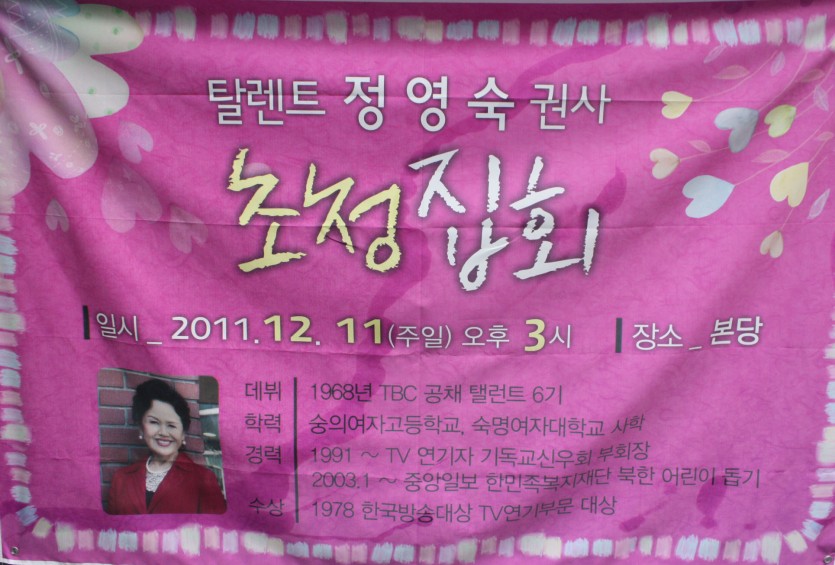 탈렌트 정영숙 권사
초청집회
일시 _ 2011.12. 11(주일) 오후 3시 장소 _ 본당
데뷔 1968년 TBC 공채 탤런트 6기
학력 숭의여자고등학교, 숙명여자대학교 사학
경력 1991 ~ TV 연기자 기독교신우회 부회장
2003.1 ~ 중앙일보 한민족복지재단 북한 어린이 돕기
수상 1978 한국방송대상 TV연기부문 대상